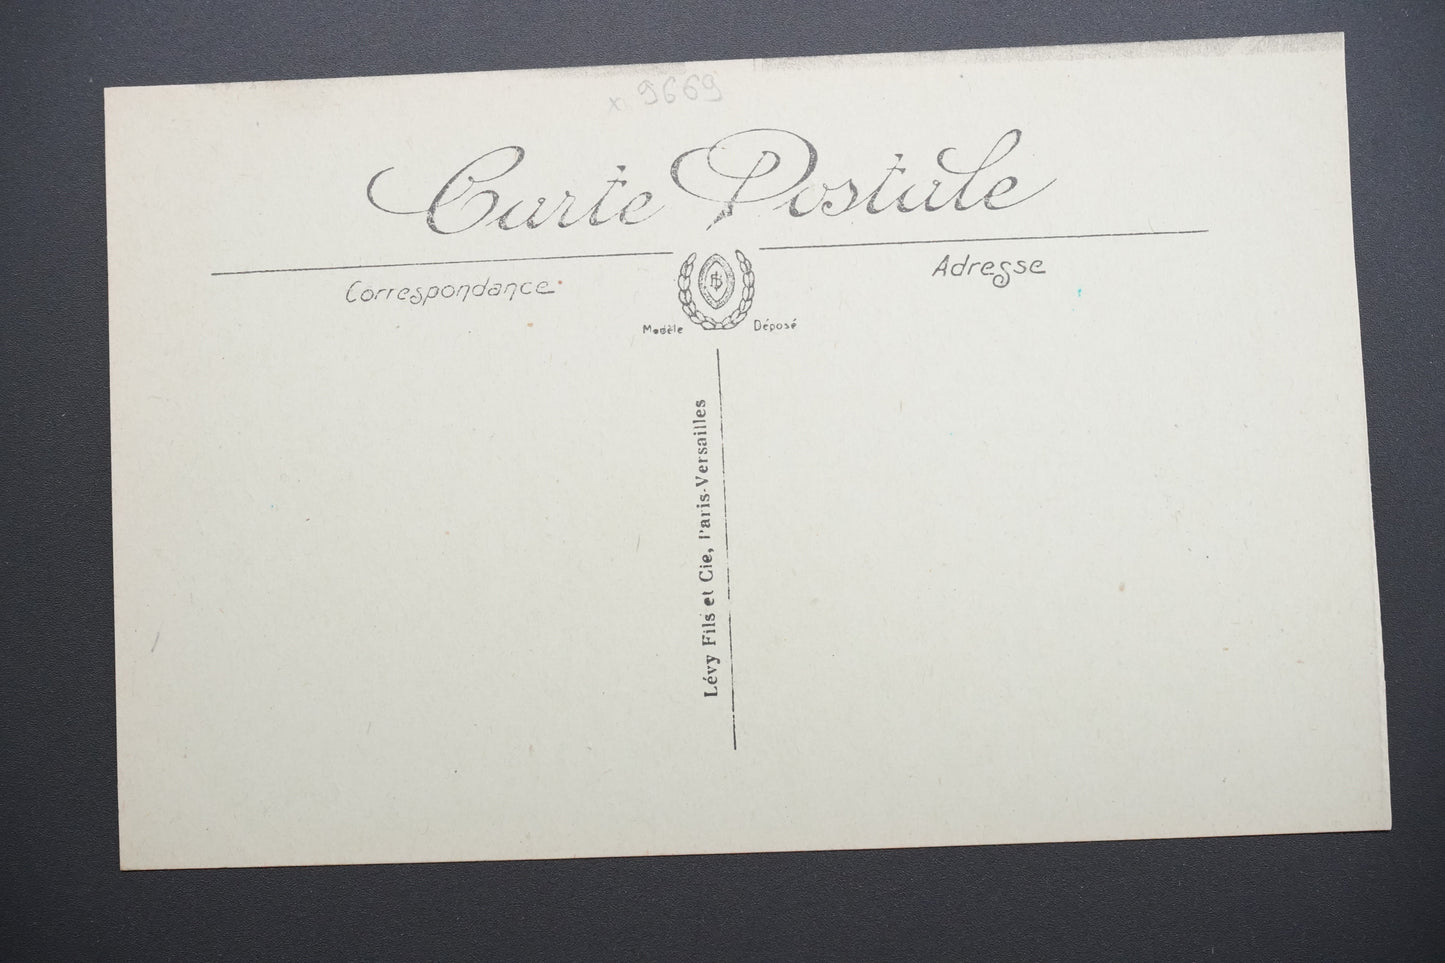 x 9669
Carte Postale
Correspondance
Adresse
Modèle Déposé
Lévy Fils et Cie, Paris-Versailles